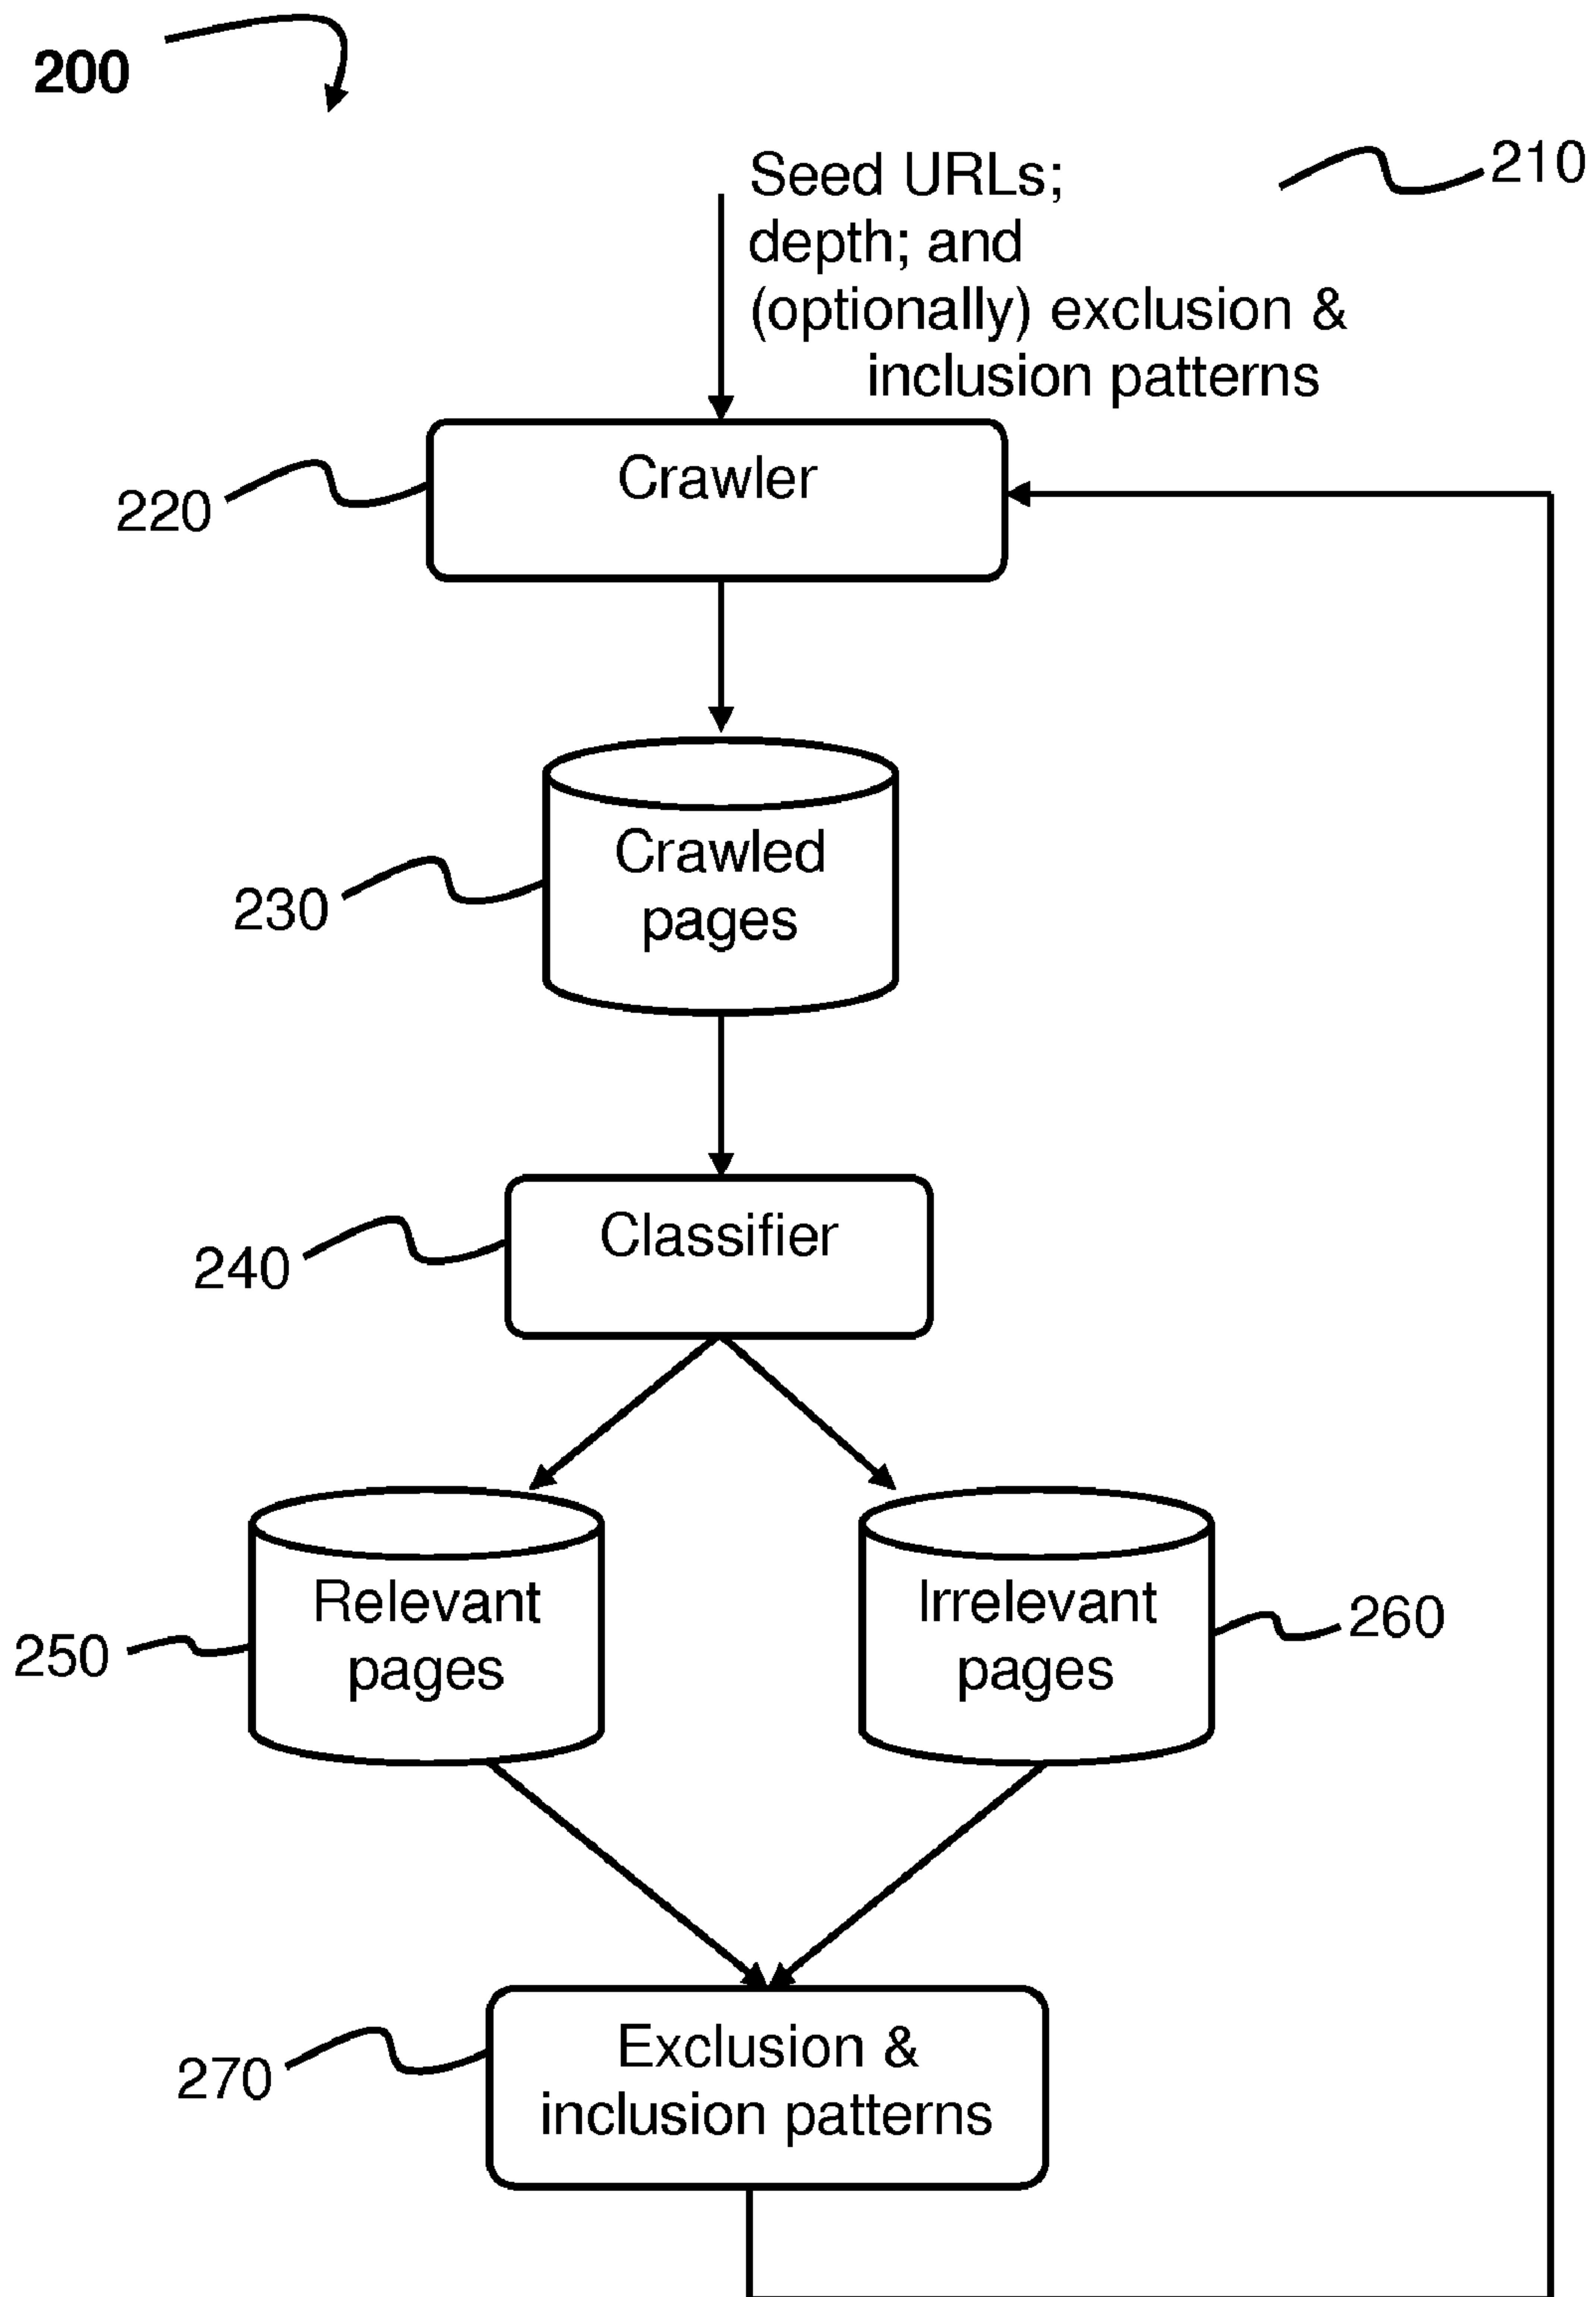 200
210
Seed URLs;
depth; and
(optionally) exclusion &
inclusion patterns
Crawler
220
Crawled
pages
230
Classifier
240
Relevant
pages
250
Irrelevant
pages
260
Exclusion &
inclusion patterns
270